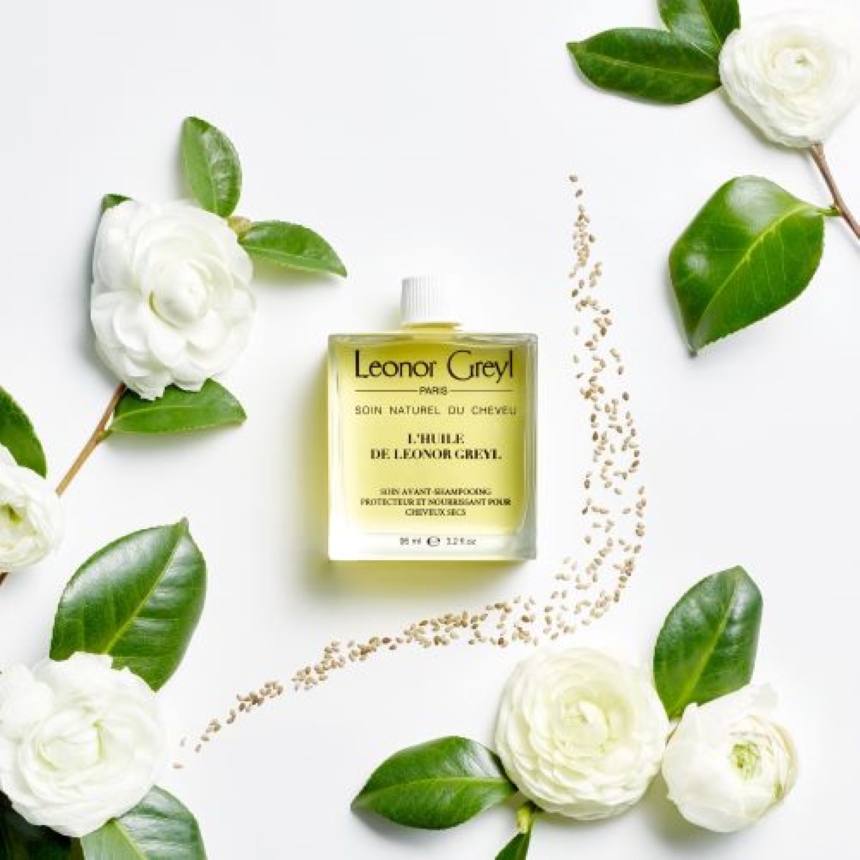 Leonor Greyl
PARIS
SOIN NATUREL DU CHEVEU
L'HUILE
DE LEONOR GREYL
SOIN AVANT-SHAMPOOING
PROTECTEUR ET NOURRISSANT POUR
CHEVEUX SECS
95 ml ℮ 3.2 fl oz